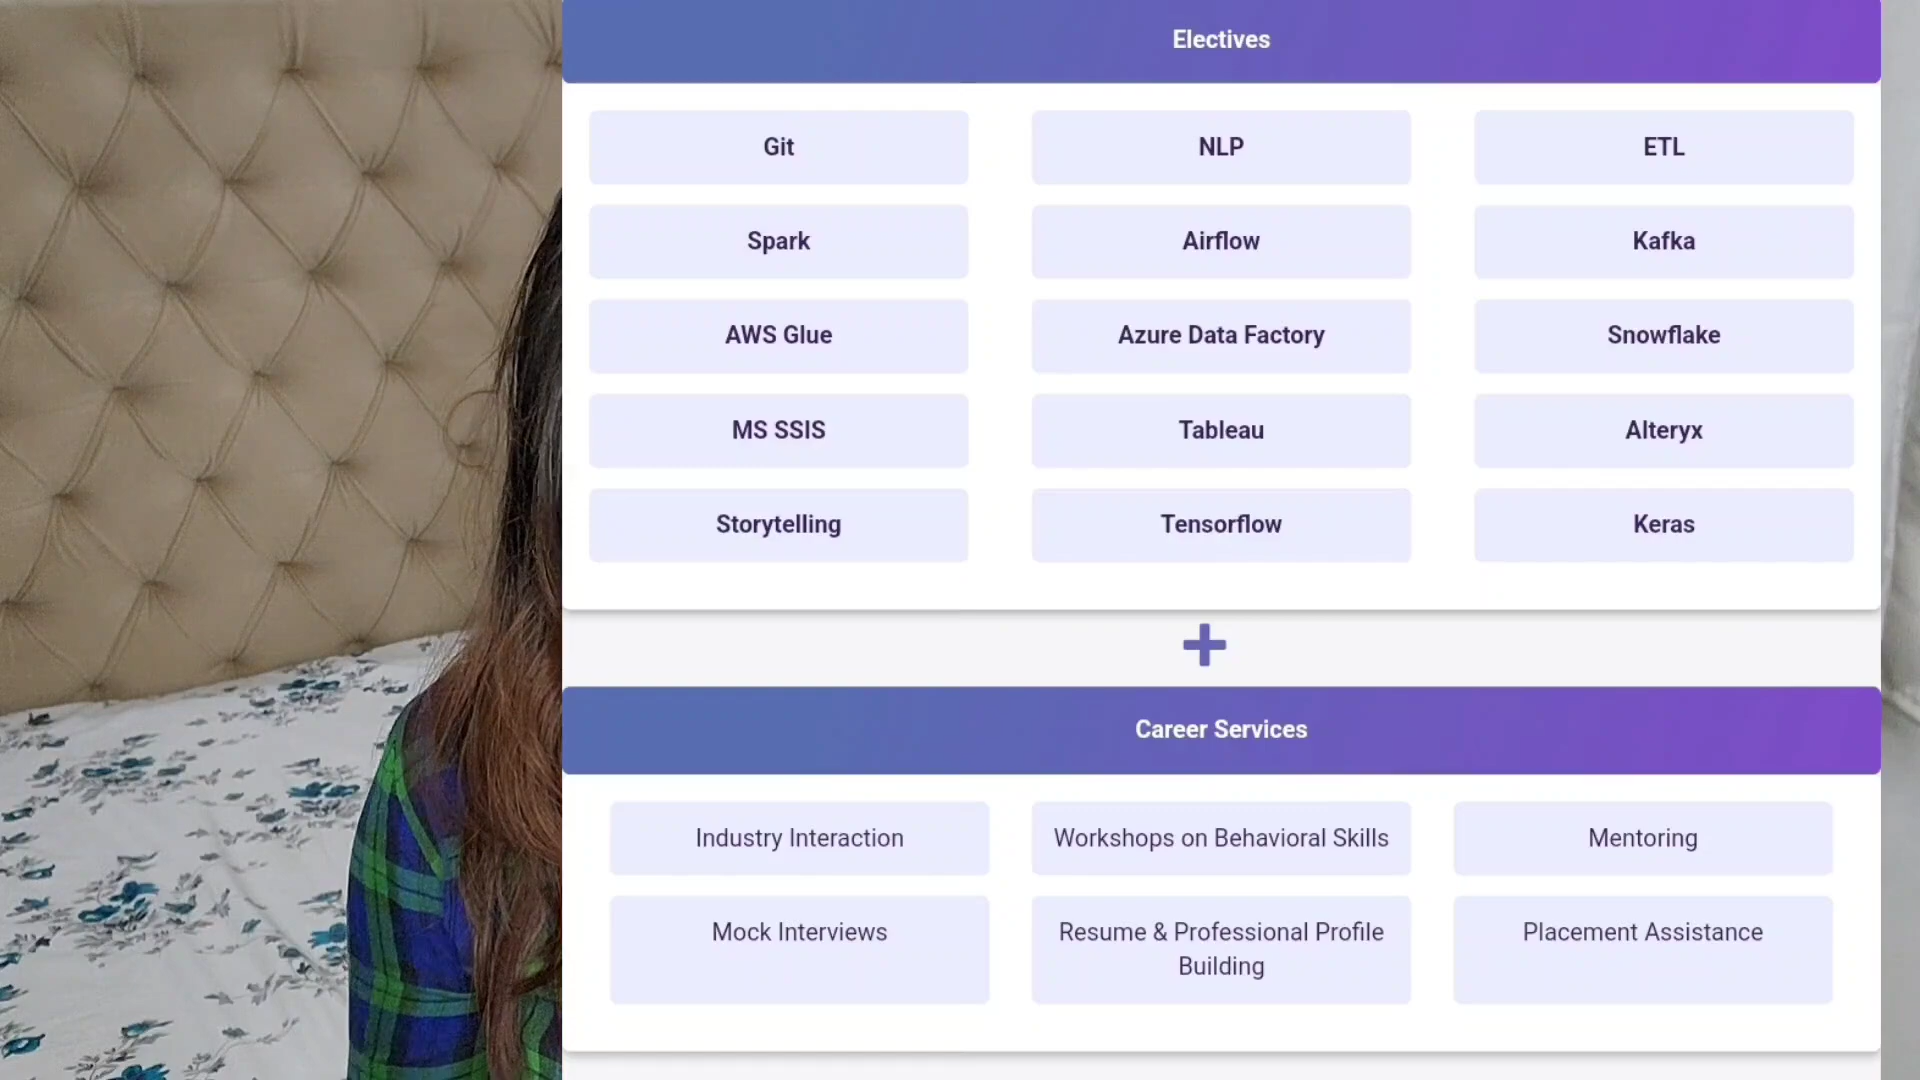 Electives
Git
NLP
ETL
Spark
Airflow
Kafka
AWS Glue
Azure Data Factory
Snowflake
MS SSIS
Tableau
Alteryx
Storytelling
Tensorflow
Keras
+
Career Services
Industry Interaction
Workshops on Behavioral Skills
Mentoring
Mock Interviews
Resume & Professional Profile
Building
Placement Assistance